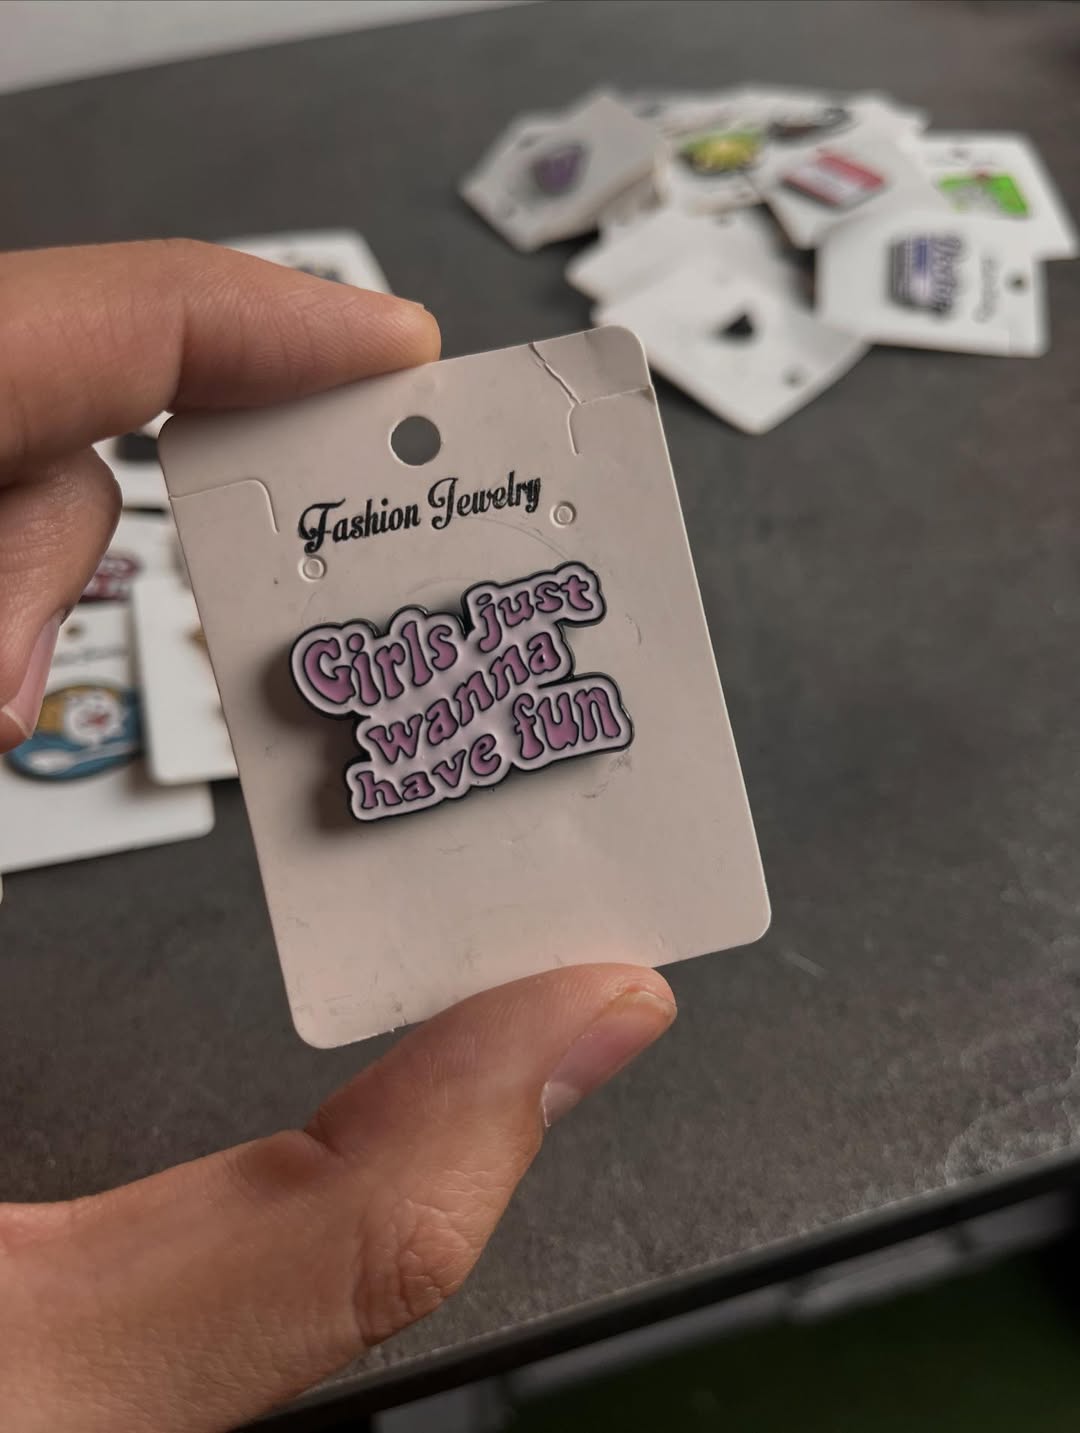 Fashion Jewelry
Girls just
wanna
have fun